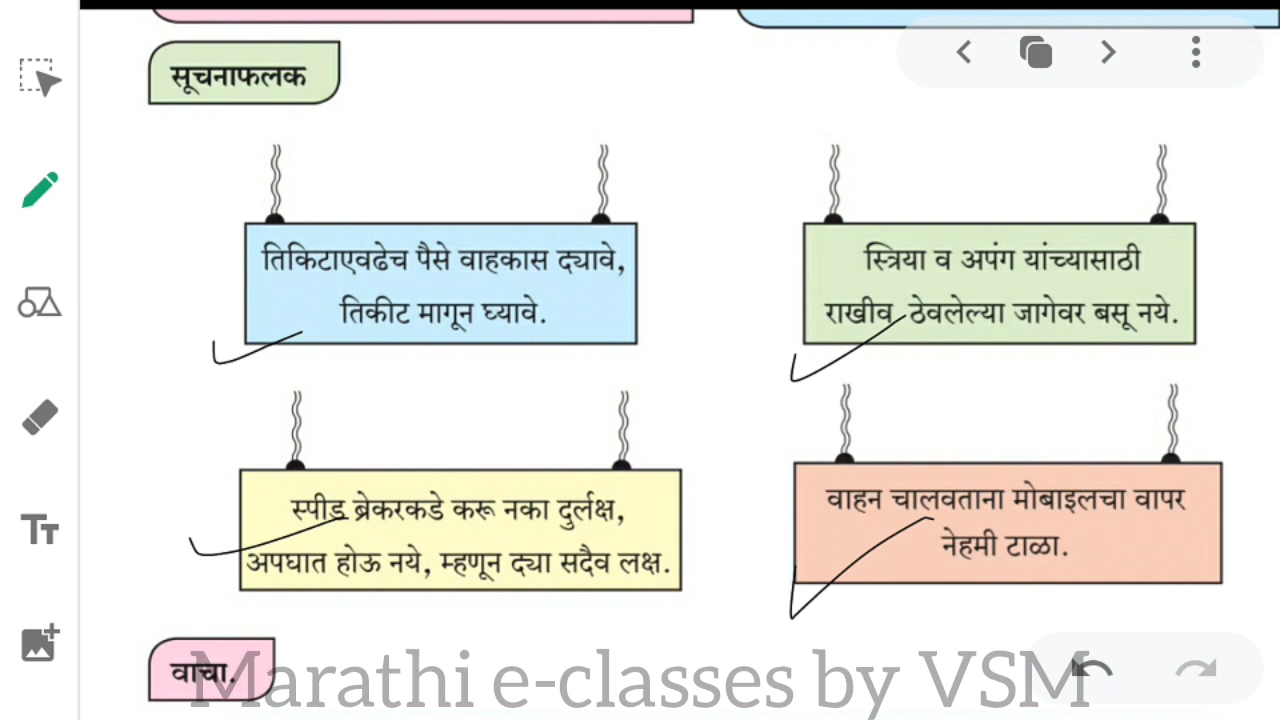 सूचनाफलक
तिकिटाएवढेच पैसे वाहकास द्यावे,
तिकीट मागून घ्यावे.
स्त्रिया व अपंग यांच्यासाठी
राखीव ठेवलेल्या जागेवर बसू नये.
स्पीड ब्रेकरकडे करू नका दुर्लक्ष,
अपघात होऊ नये, म्हणून द्या सदैव लक्ष.
वाहन चालवताना मोबाइलचा वापर
नेहमी टाळा.
वाचा.
Marathi e-classes by VSM
Tт